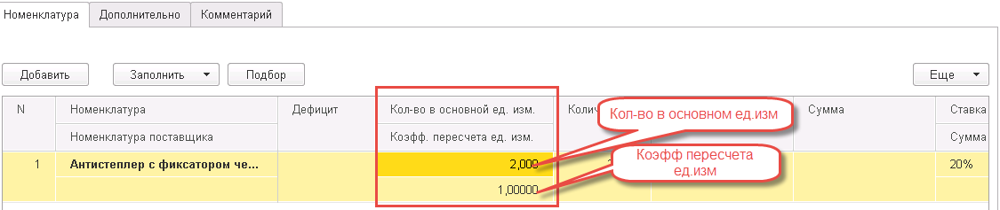 Номенклатура Дополнительно Комментарий
Добавить Заполнить Подбор Еще
N Номенклатура Дефицит Кол-во в основной ед. изм. Сумма Ставка
Кол-во в основном ед.изм
Номенклатура поставщика Коэфф. пересчета ед. изм. Сумма
1 Антистеплер с фиксатором че... 2,000 20%
Коэфф пересчета
ед.изм
1,00000